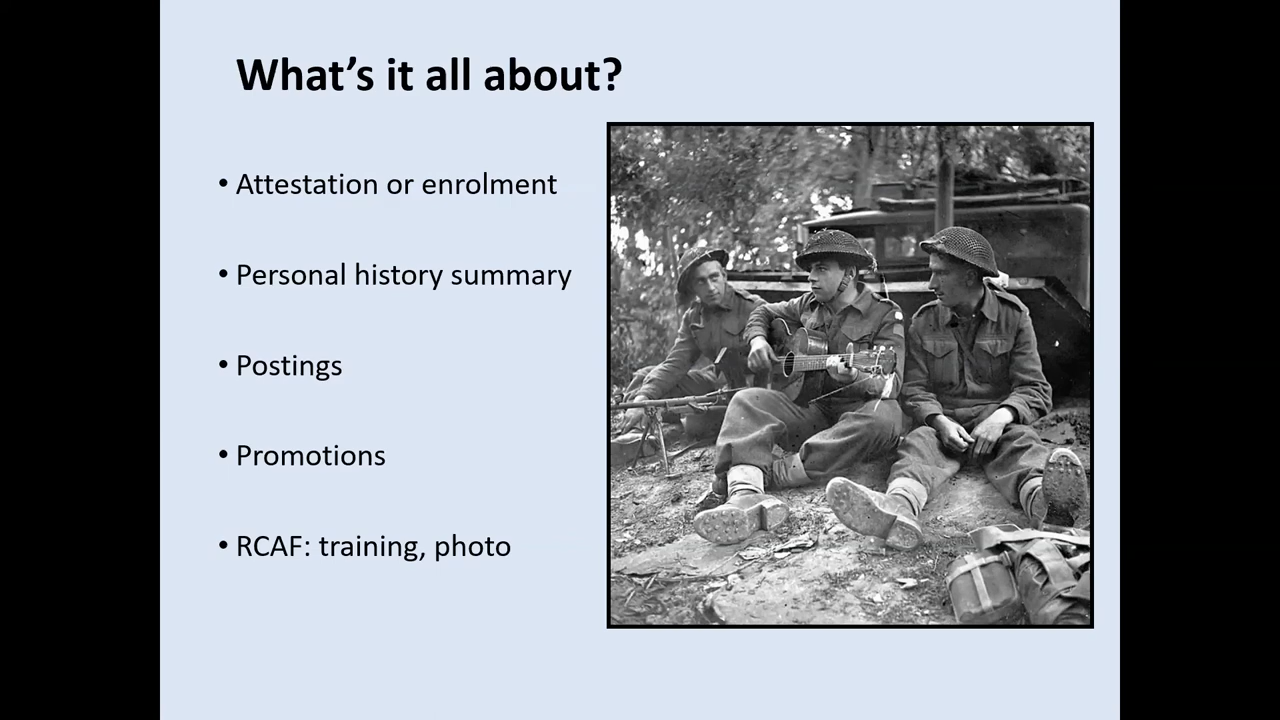 What’s it all about?
• Attestation or enrolment
• Personal history summary
• Postings
• Promotions
• RCAF: training, photo